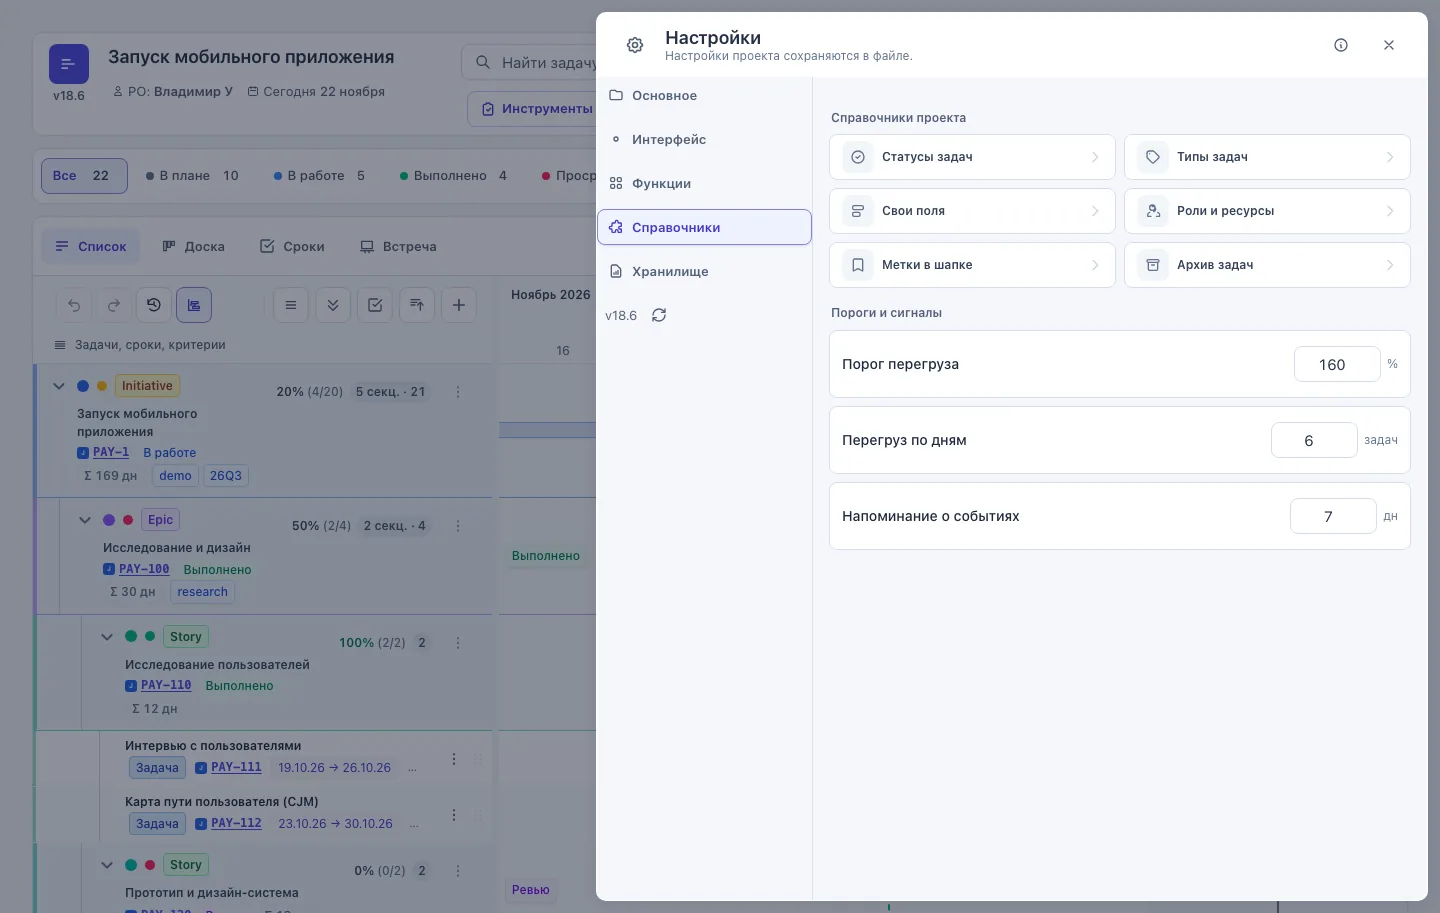 Запуск мобильного приложения
v18.6
РО: Владимир У
Сегодня 22 ноября
Найти задачу
Инструменты
Все 22
В плане 10
В работе 5
Выполнено 4
Список
Доска
Сроки
Встреча
Ноябрь 2026
Задачи, сроки, критерии
16
Initiative
20% (4/20)
5 секц. · 21
Запуск мобильного
приложения
PAY-1 В работе
Σ 169 дн demo 26Q3
Epic
50% (2/4)
2 секц. · 4
Исследование и дизайн
PAY-100 Выполнено
Σ 30 дн research
Выполнено
Story
100% (2/2) 2
Исследование пользователей
PAY-110 Выполнено
Σ 12 дн
Интервью с пользователями
Задача PAY-111 19.10.26 → 26.10.26 ...
Карта пути пользователя (CJM)
Задача PAY-112 23.10.26 → 30.10.26 ...
Story
0% (0/2) 2
Прототип и дизайн-система
Ревью
Настройки
Настройки проекта сохраняются в файле.
Основное
Интерфейс
Функции
Справочники
Хранилище
v18.6
Справочники проекта
Статусы задач
Типы задач
Свои поля
Роли и ресурсы
Метки в шапке
Архив задач
Пороги и сигналы
Порог перегруза 160 %
Перегруз по дням 6 задач
Напоминание о событиях 7 дн